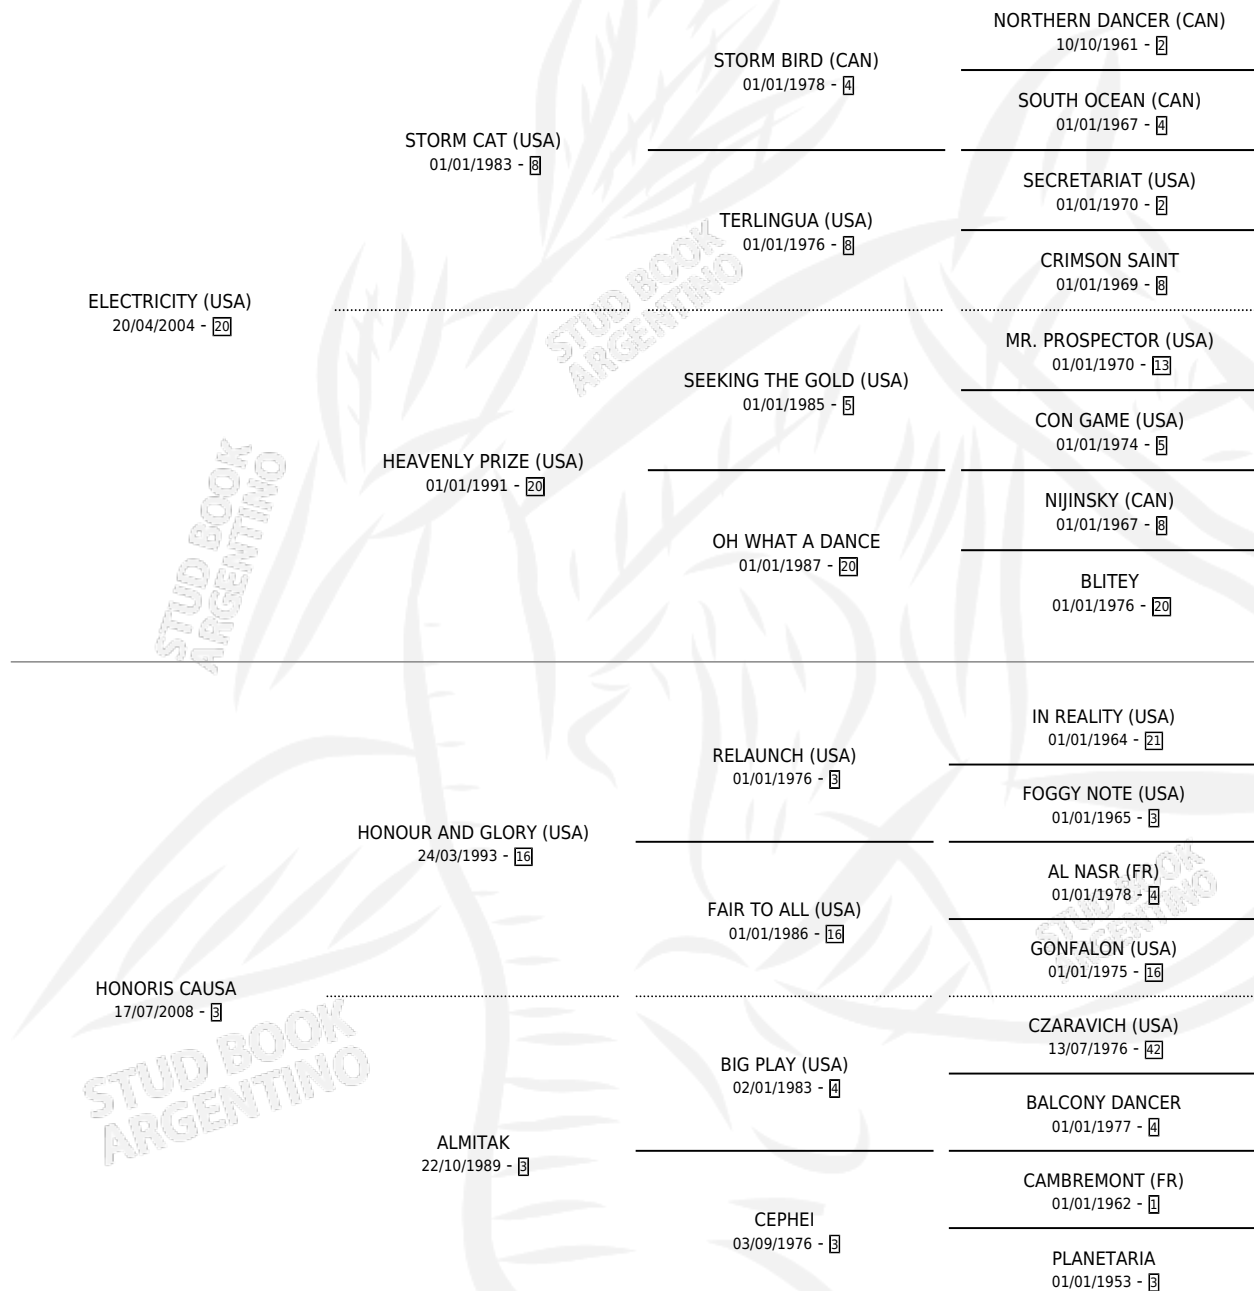 NORTHERN DANCER (CAN)
10/10/1961 - 2
STORM BIRD (CAN)
01/01/1978 - 4
SOUTH OCEAN (CAN)
01/01/1967 - 4
STORM CAT (USA)
01/01/1983 - 8
SECRETARIAT (USA)
01/01/1970 - 2
TERLINGUA (USA)
01/01/1976 - 8
CRIMSON SAINT
01/01/1969 - 8
ELECTRICITY (USA)
20/04/2004 - 20
STUD BOOK
ARGENTINO
MR. PROSPECTOR (USA)
01/01/1970 - 13
SEEKING THE GOLD (USA)
01/01/1985 - 5
CON GAME (USA)
01/01/1974 - 5
HEAVENLY PRIZE (USA)
01/01/1991 - 20
NIJINSKY (CAN)
01/01/1967 - 8
OH WHAT A DANCE
01/01/1987 - 20
BLITEY
01/01/1976 - 20
STUD BOOK
ARGENTINO
IN REALITY (USA)
01/01/1964 - 21
RELAUNCH (USA)
01/01/1976 - 3
FOGGY NOTE (USA)
01/01/1965 - 3
HONOUR AND GLORY (USA)
24/03/1993 - 16
AL NASR (FR)
01/01/1978 - 4
FAIR TO ALL (USA)
01/01/1986 - 16
STUD BOOK
ARGENTINO
GONFALON (USA)
01/01/1975 - 16
HONORIS CAUSA
17/07/2008 - 3
STUD BOOK
ARGENTINO
CZARAVICH (USA)
13/07/1976 - 42
BIG PLAY (USA)
02/01/1983 - 4
BALCONY DANCER
01/01/1977 - 4
ALMITAK
22/10/1989 - 3
CAMBREMONT (FR)
01/01/1962 - 1
CEPHEI
03/09/1976 - 3
PLANETARIA
01/01/1953 - 3